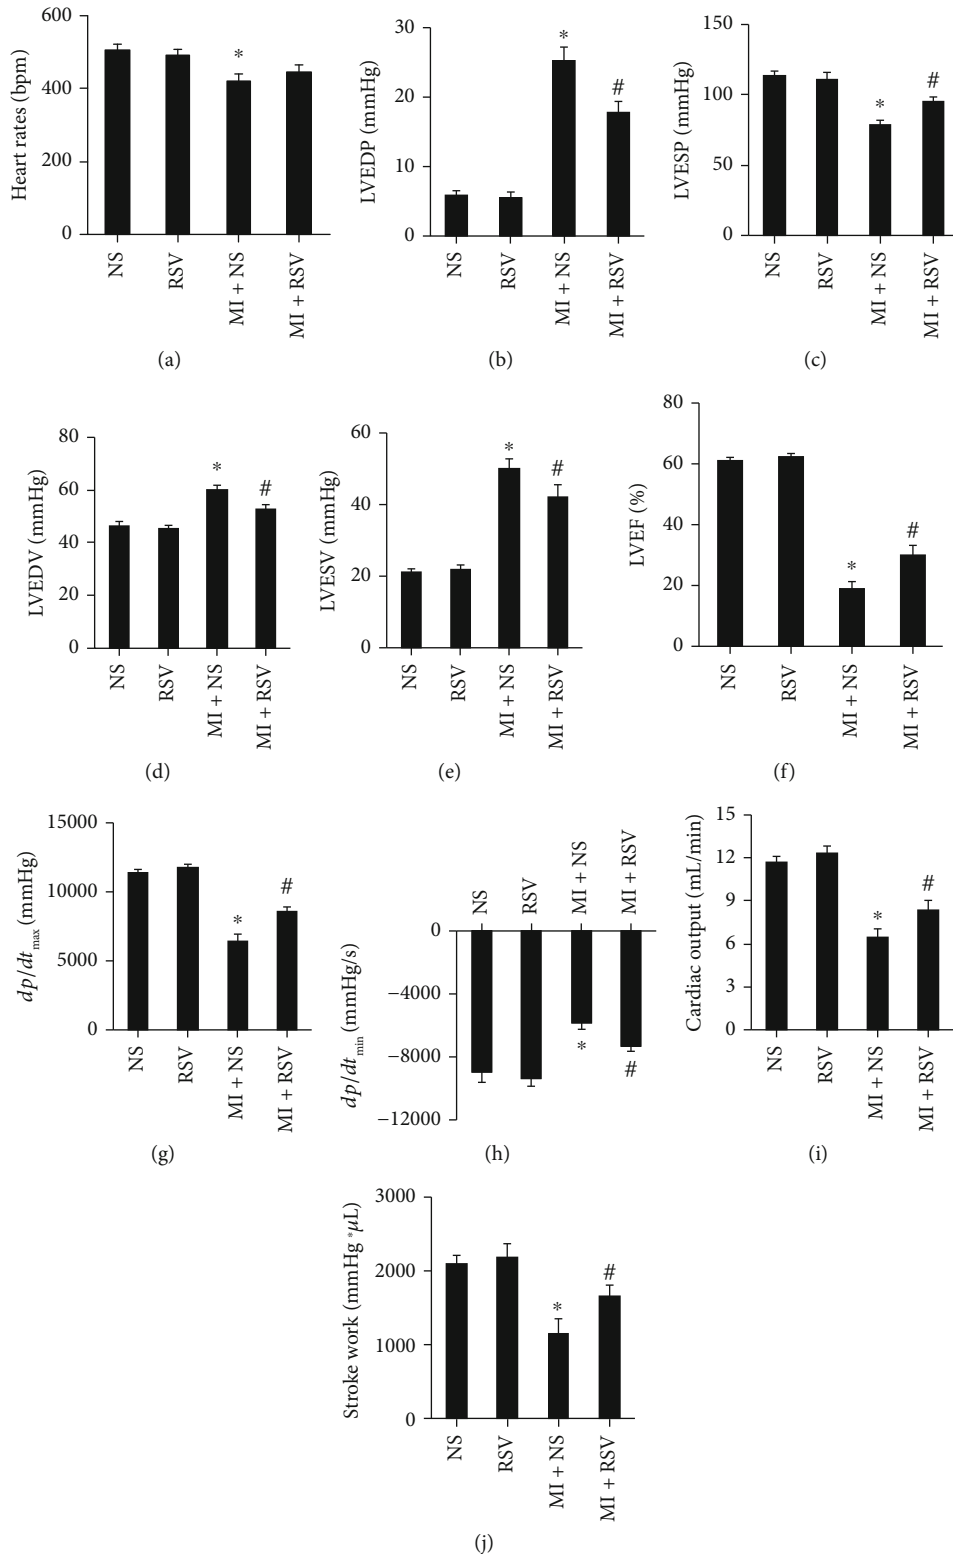 600
400
200
0
Heart rates (bpm)
*
NS
RSV
MI + NS
MI + RSV
(a)
30
20
10
0
LVEDP (mmHg)
*
#
NS
RSV
MI + NS
MI + RSV
(b)
150
100
50
0
LVESP (mmHg)
*
#
NS
RSV
MI + NS
MI + RSV
(c)
80
60
40
20
0
LVEDV (mmHg)
*
#
NS
RSV
MI + NS
MI + RSV
(d)
60
40
20
0
LVESV (mmHg)
*
#
NS
RSV
MI + NS
MI + RSV
(e)
80
60
40
20
0
LVEF (%)
*
#
NS
RSV
MI + NS
MI + RSV
(f)
15000
10000
5000
0
dp/dt max (mmHg)
*
#
NS
RSV
MI + NS
MI + RSV
(g)
NS
RSV
MI + NS
MI + RSV
0
−4000
−8000
−12000
dp/dt min (mmHg/s)
*
#
(h)
15
12
9
6
3
0
Cardiac output (mL/min)
*
#
NS
RSV
MI + NS
MI + RSV
(i)
3000
2000
1000
0
Stroke work (mmHg *μL)
*
#
NS
RSV
MI + NS
MI + RSV
(j)